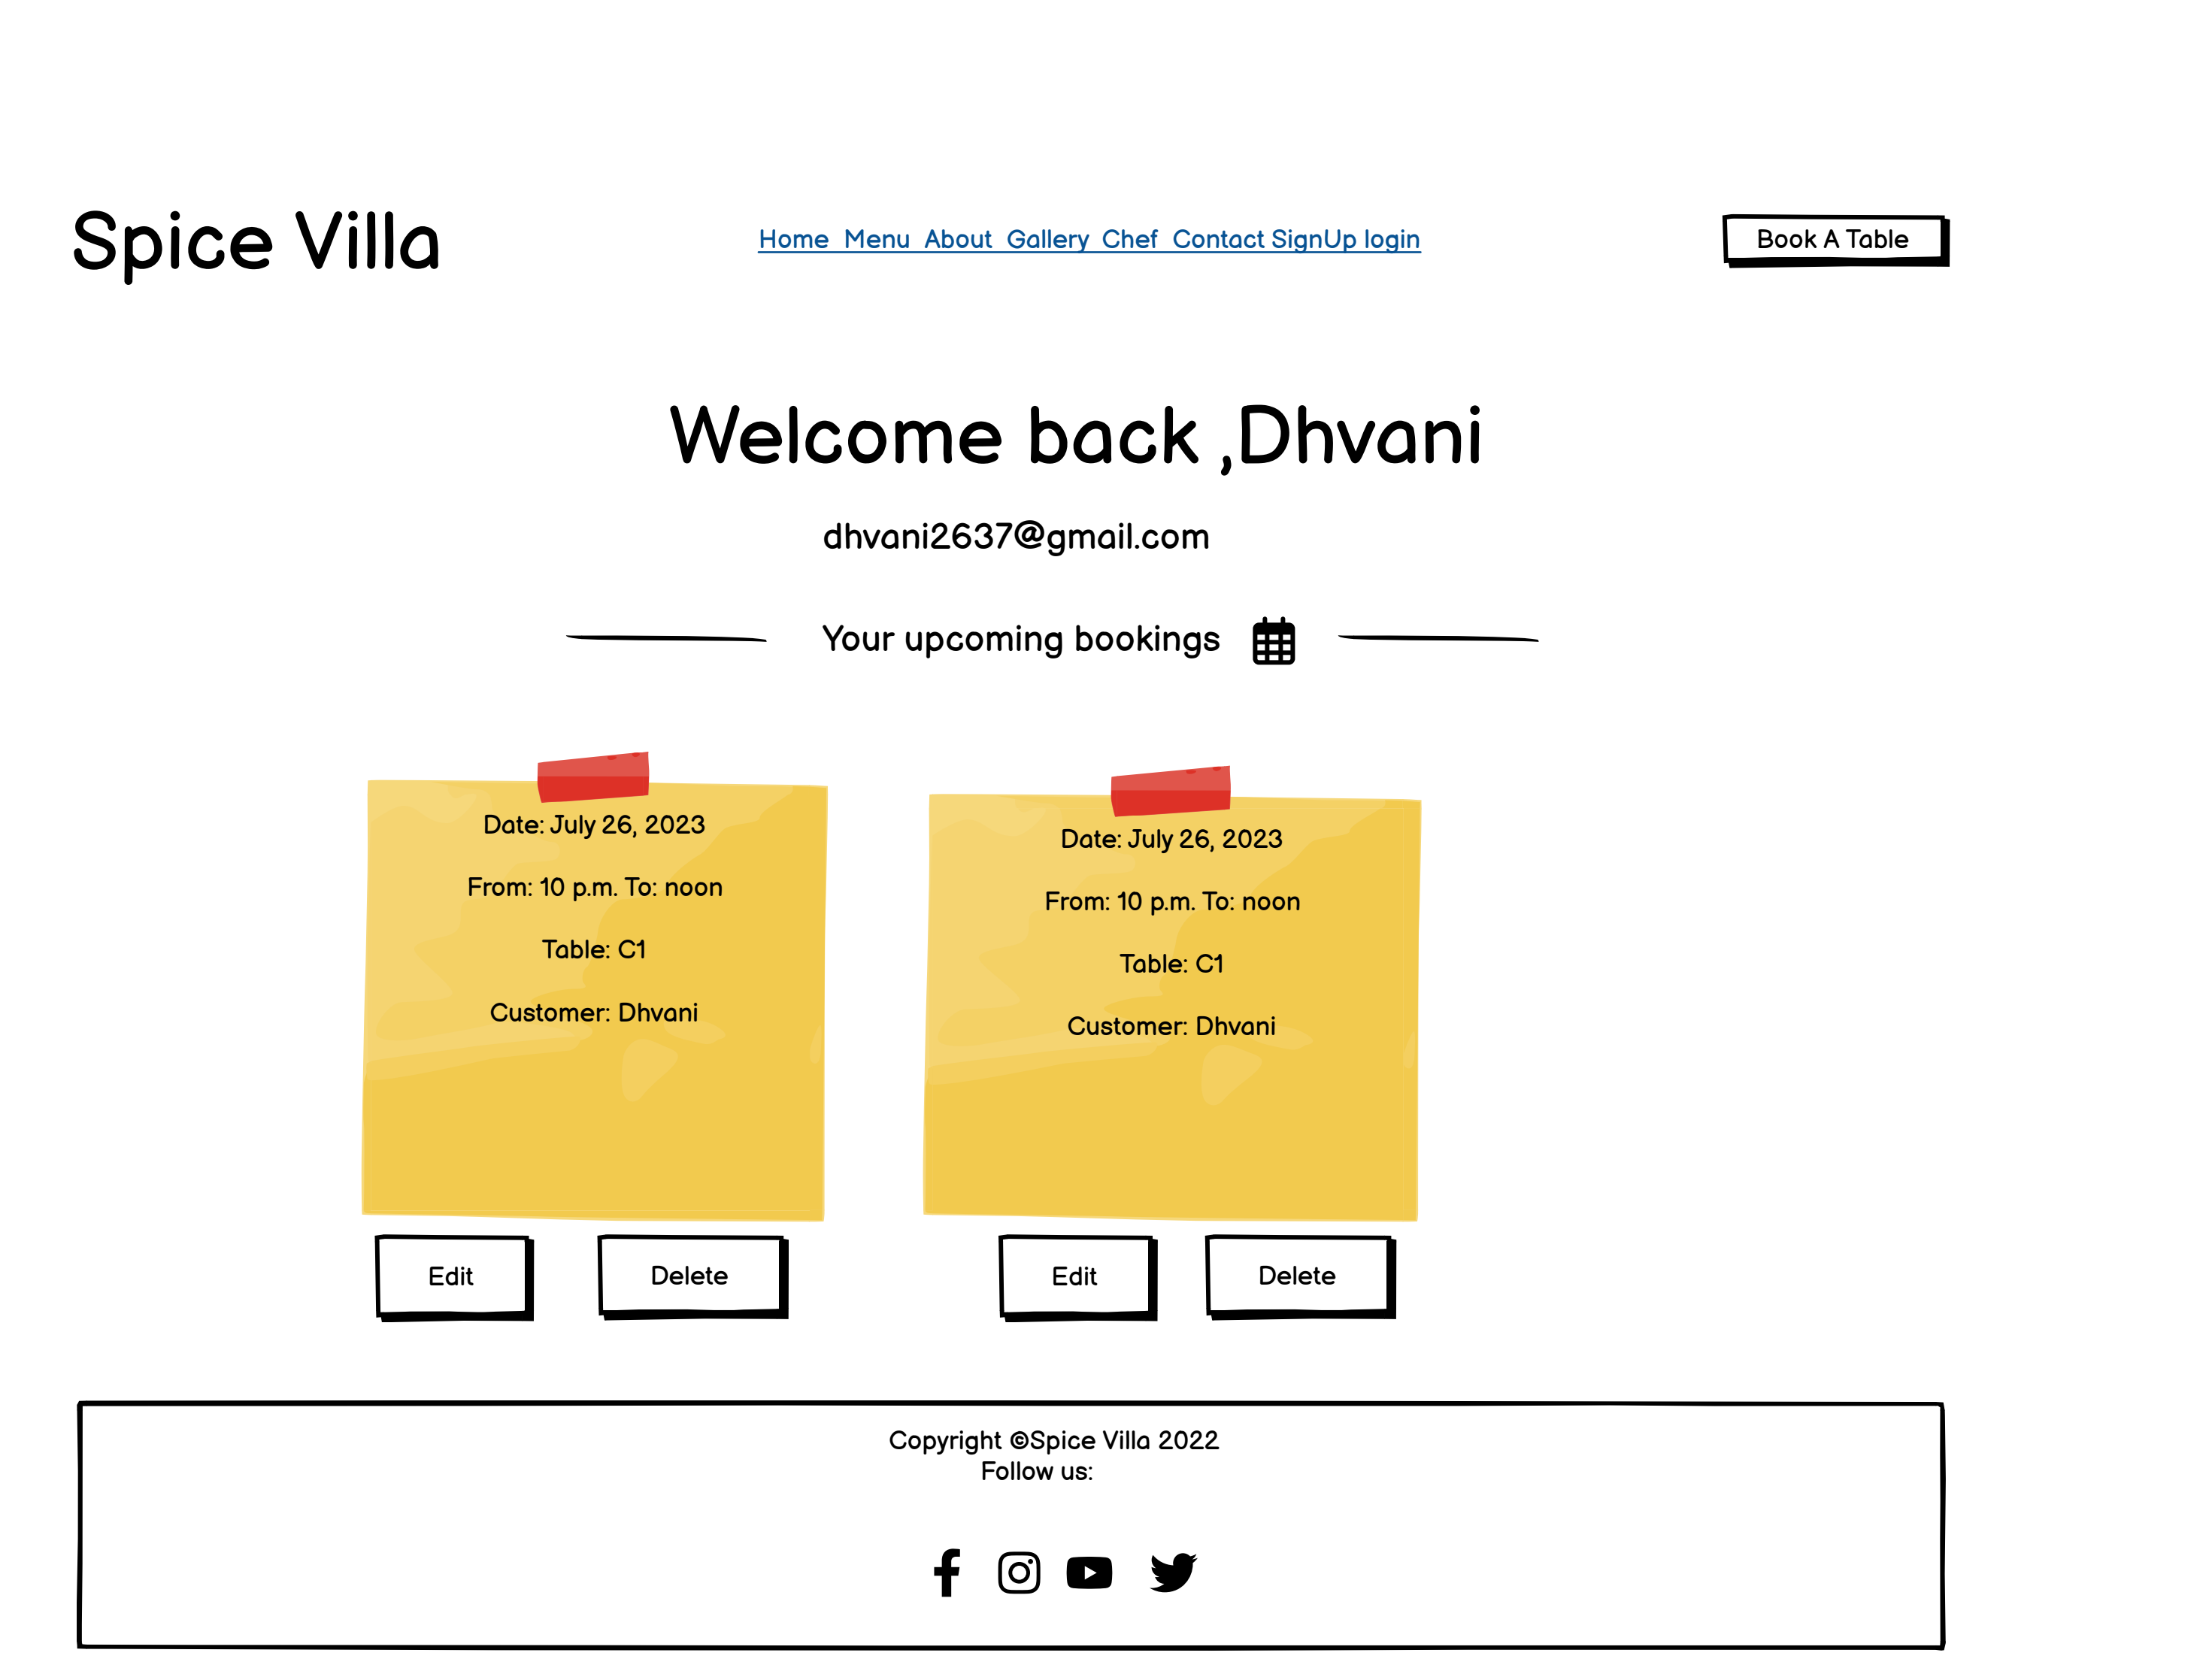 Spice Villa
Home Menu About Gallery Chef Contact SignUp login
Book A Table
Welcome back ,Dhvani
dhvani2637@gmail.com
Your upcoming bookings
Date: July 26, 2023
From: 10 p.m. To: noon
Table: C1
Customer: Dhvani
Edit
Delete
Date: July 26, 2023
From: 10 p.m. To: noon
Table: C1
Customer: Dhvani
Edit
Delete
Copyright ©Spice Villa 2022
Follow us: